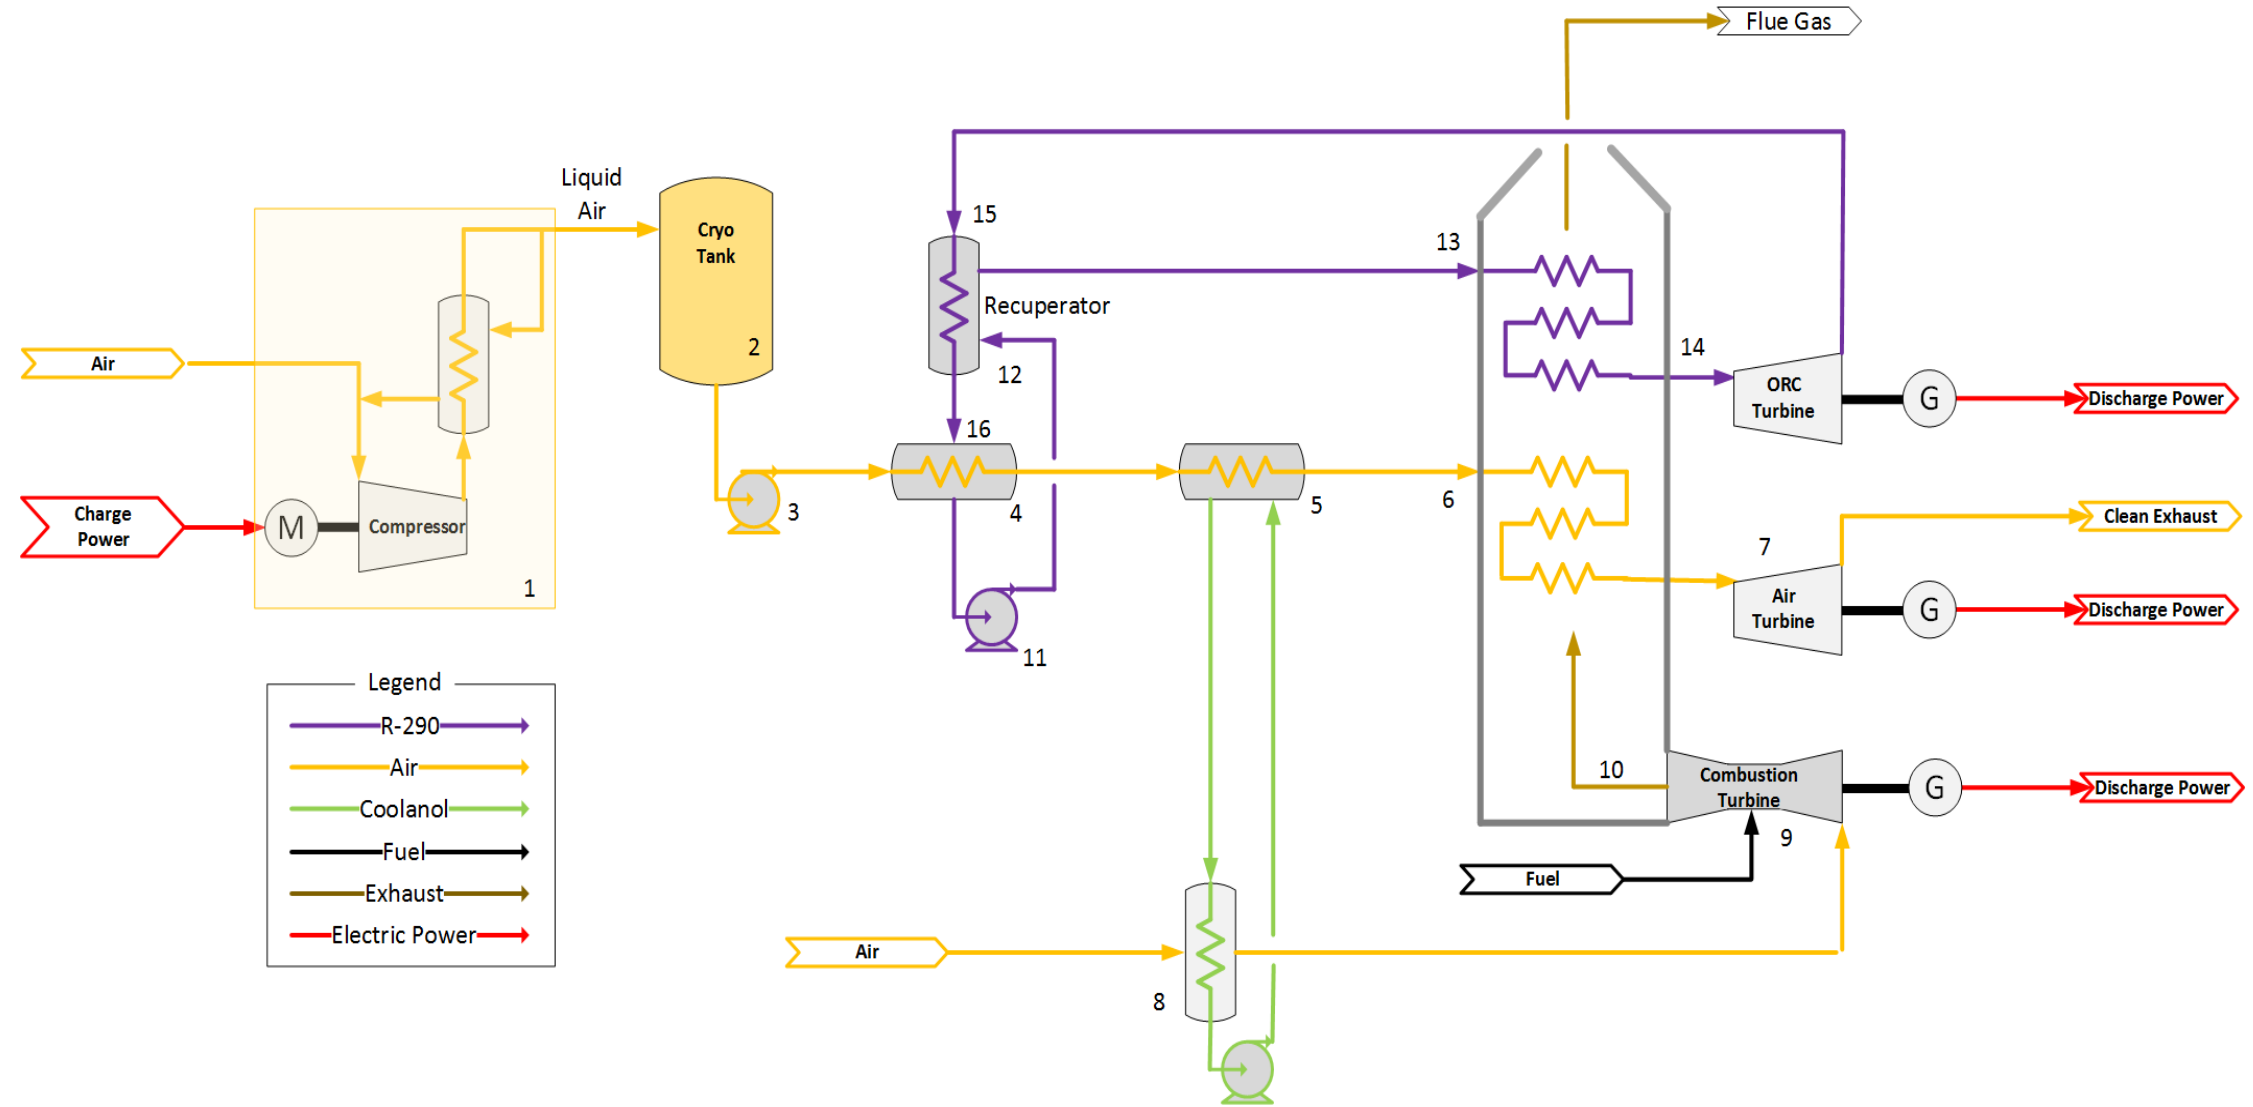 Flue Gas
Liquid
Air
Cryo
Tank
2
15
13
Recuperator
12
14
ORC
Turbine
G
Discharge Power
Air
Charge
Power
M
Compressor
1
3
16
4
5
6
7
Clean Exhaust
Air
Turbine
G
Discharge Power
11
Legend
R-290
Air
Coolanol
Fuel
Exhaust
Electric Power
10
Combustion
Turbine
G
Discharge Power
9
Fuel
Air
8